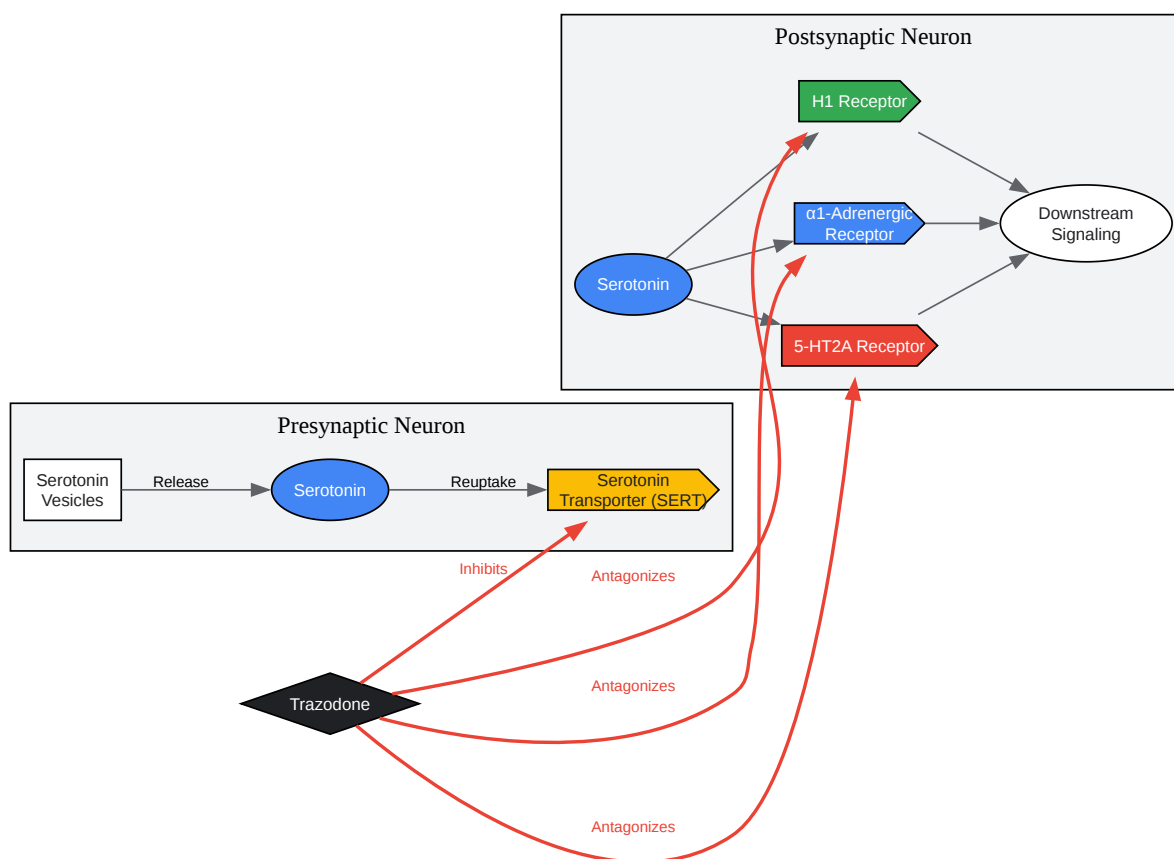 Postsynaptic Neuron
H1 Receptor
α1-Adrenergic
Receptor
Downstream
Signaling
Serotonin
5-HT2A Receptor
Presynaptic Neuron
Serotonin
Vesicles
Release
Serotonin
Reuptake
Serotonin
Transporter (SERT)
Inhibits
Antagonizes
Antagonizes
Trazodone
Antagonizes